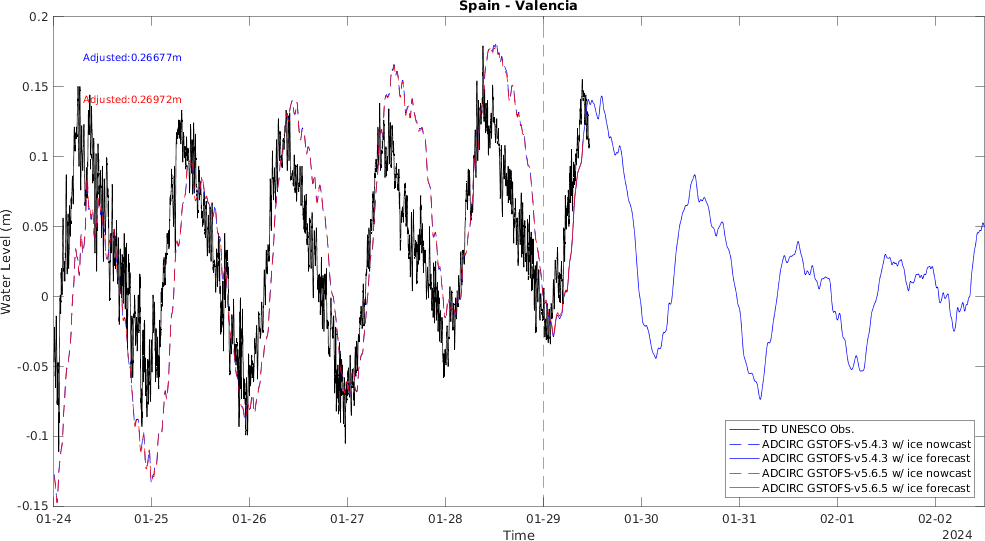 Spain - Valencia
0.2
0.15
0.1
0.05
0
-0.05
-0.1
-0.15
Water Level (m)
Adjusted:0.26677m
Adjusted:0.26972m
TD UNESCO Obs.
ADCIRC GSTOFS-v5.4.3 w/ ice nowcast
ADCIRC GSTOFS-v5.4.3 w/ ice forecast
ADCIRC GSTOFS-v5.6.5 w/ ice nowcast
ADCIRC GSTOFS-v5.6.5 w/ ice forecast
01-24 01-25 01-26 01-27 01-28 01-29 01-30 01-31 02-01 02-02
Time
2024